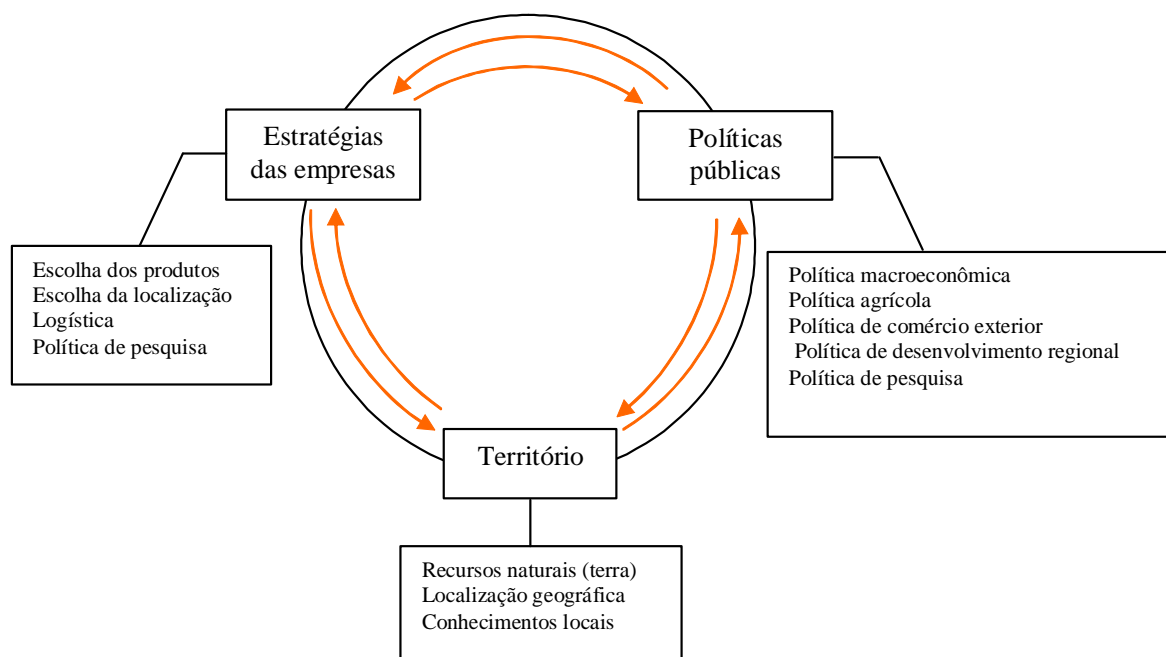 Estratégias
das empresas
Políticas
públicas
Escolha dos produtos
Escolha da localização
Logística
Política de pesquisa
Política macroeconômica
Política agrícola
Política de comércio exterior
Política de desenvolvimento regional
Política de pesquisa
Território
Recursos naturais (terra)
Localização geográfica
Conhecimentos locais